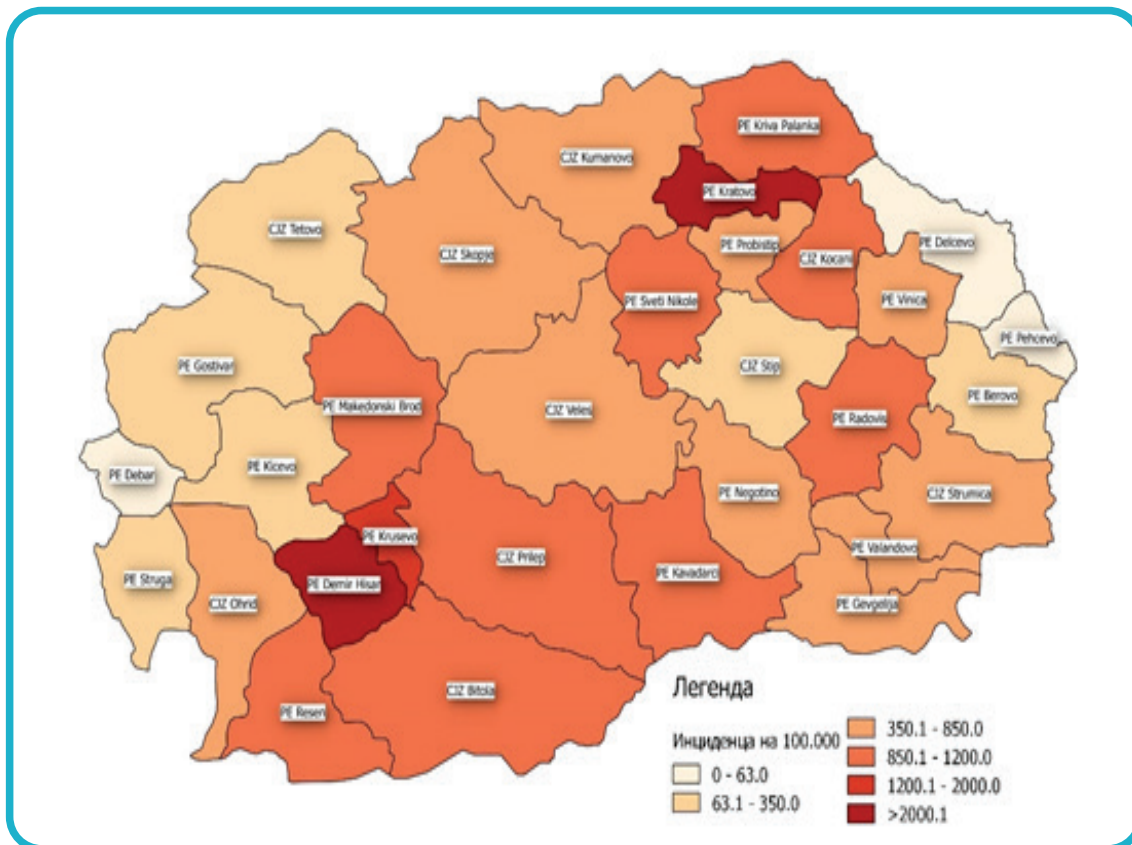 PE Kriva Palanka
CJZ Kumanovo
PE Kratovo
CJZ Tetovo
CJZ Skopje
PE Probistip
CJZ Kocani
PE Delcevo
PE Sveti Nikole
PE Vinica
PE Pehcevo
PE Gostivar
CJZ Stip
PE Berovo
PE Makedonski Brod
CJZ Veles
PE Radovis
PE Debar
PE Kicevo
PE Negotino
CJZ Strumica
PE Krusevo
CJZ Prilep
PE Valandovo
PE Struga
PE Demir Hisar
PE Kavadarci
CJZ Ohrid
PE Gevgelija
CJZ Bitola
PE Resen
Легенда
Инциденца на 100.000
0 - 63.0
63.1 - 350.0
350.1 - 850.0
850.1 - 1200.0
1200.1 - 2000.0
>2000.1